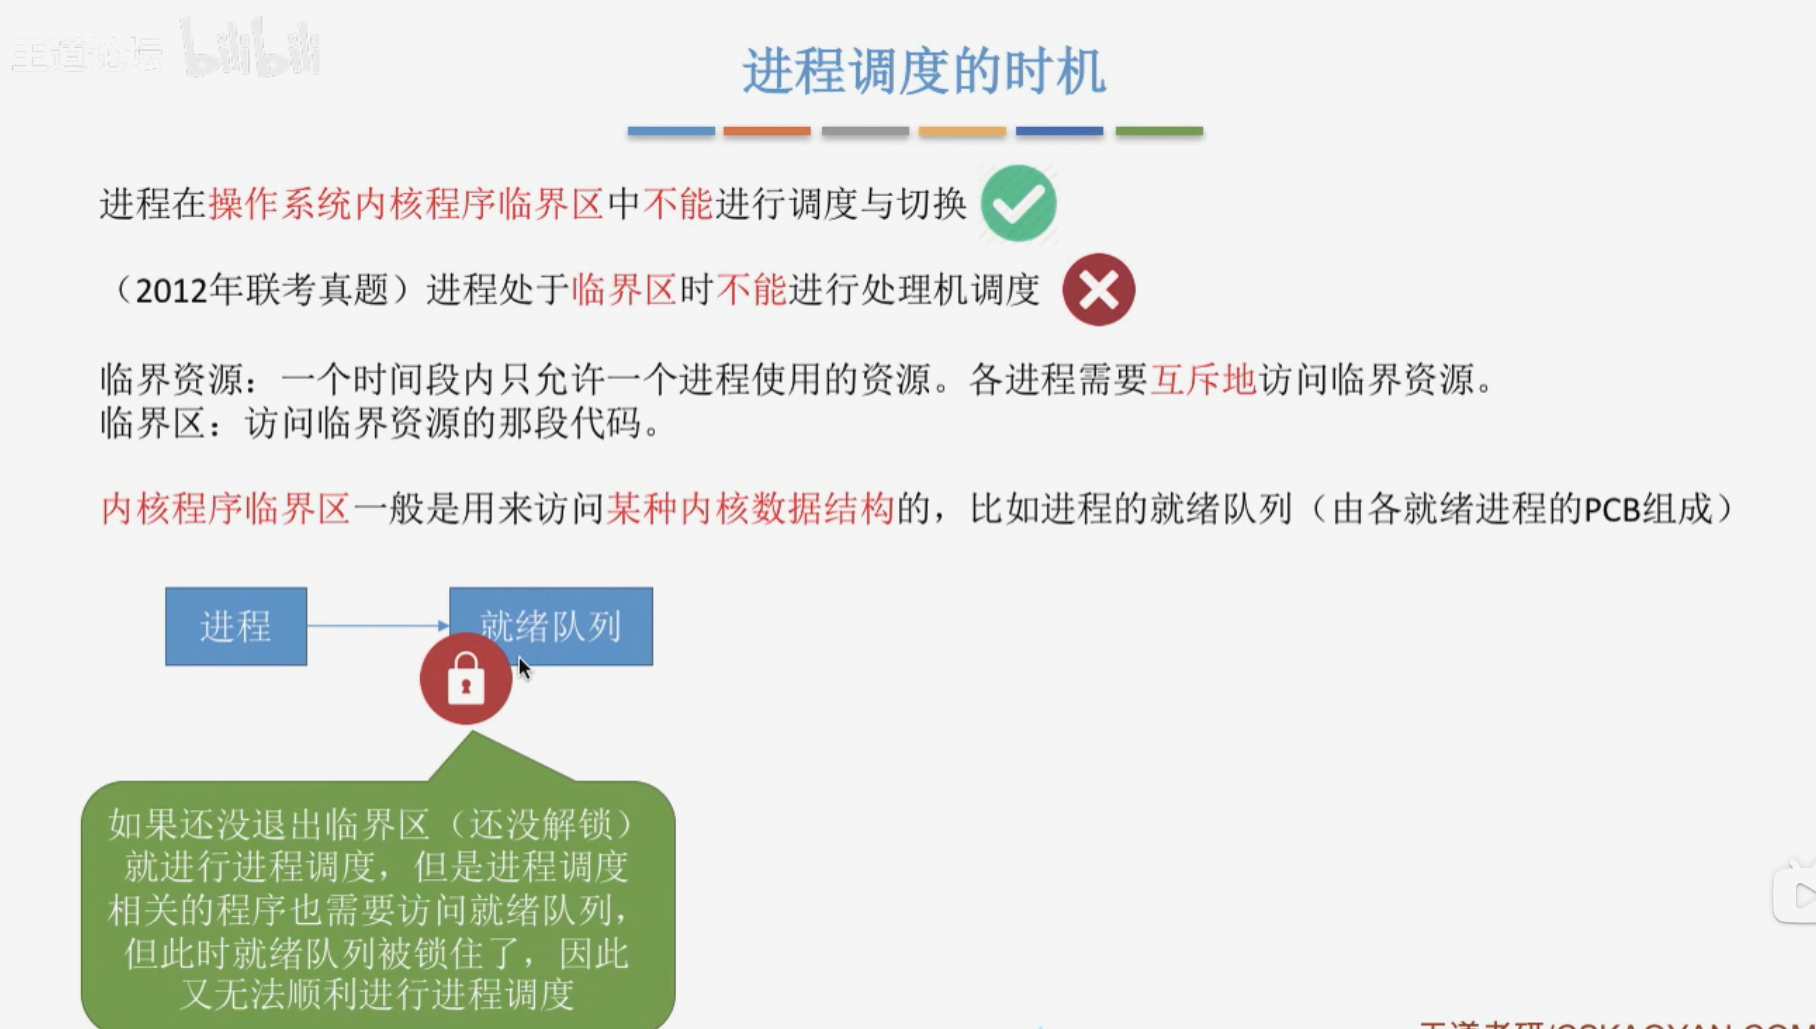 王道论坛 bilibili
进程调度的时机
进程在操作系统内核程序临界区中不能进行调度与切换
（2012年联考真题）进程处于临界区时不能进行处理机调度
临界资源：一个时间段内只允许一个进程使用的资源。各进程需要互斥地访问临界资源。
临界区：访问临界资源的那段代码。
内核程序临界区一般是用来访问某种内核数据结构的，比如进程的就绪队列（由各就绪进程的PCB组成）
进程
就绪队列
如果还没退出临界区（还没解锁）
就进行进程调度，但是进程调度
相关的程序也需要访问就绪队列，
但此时就绪队列被锁住了，因此
又无法顺利进行进程调度